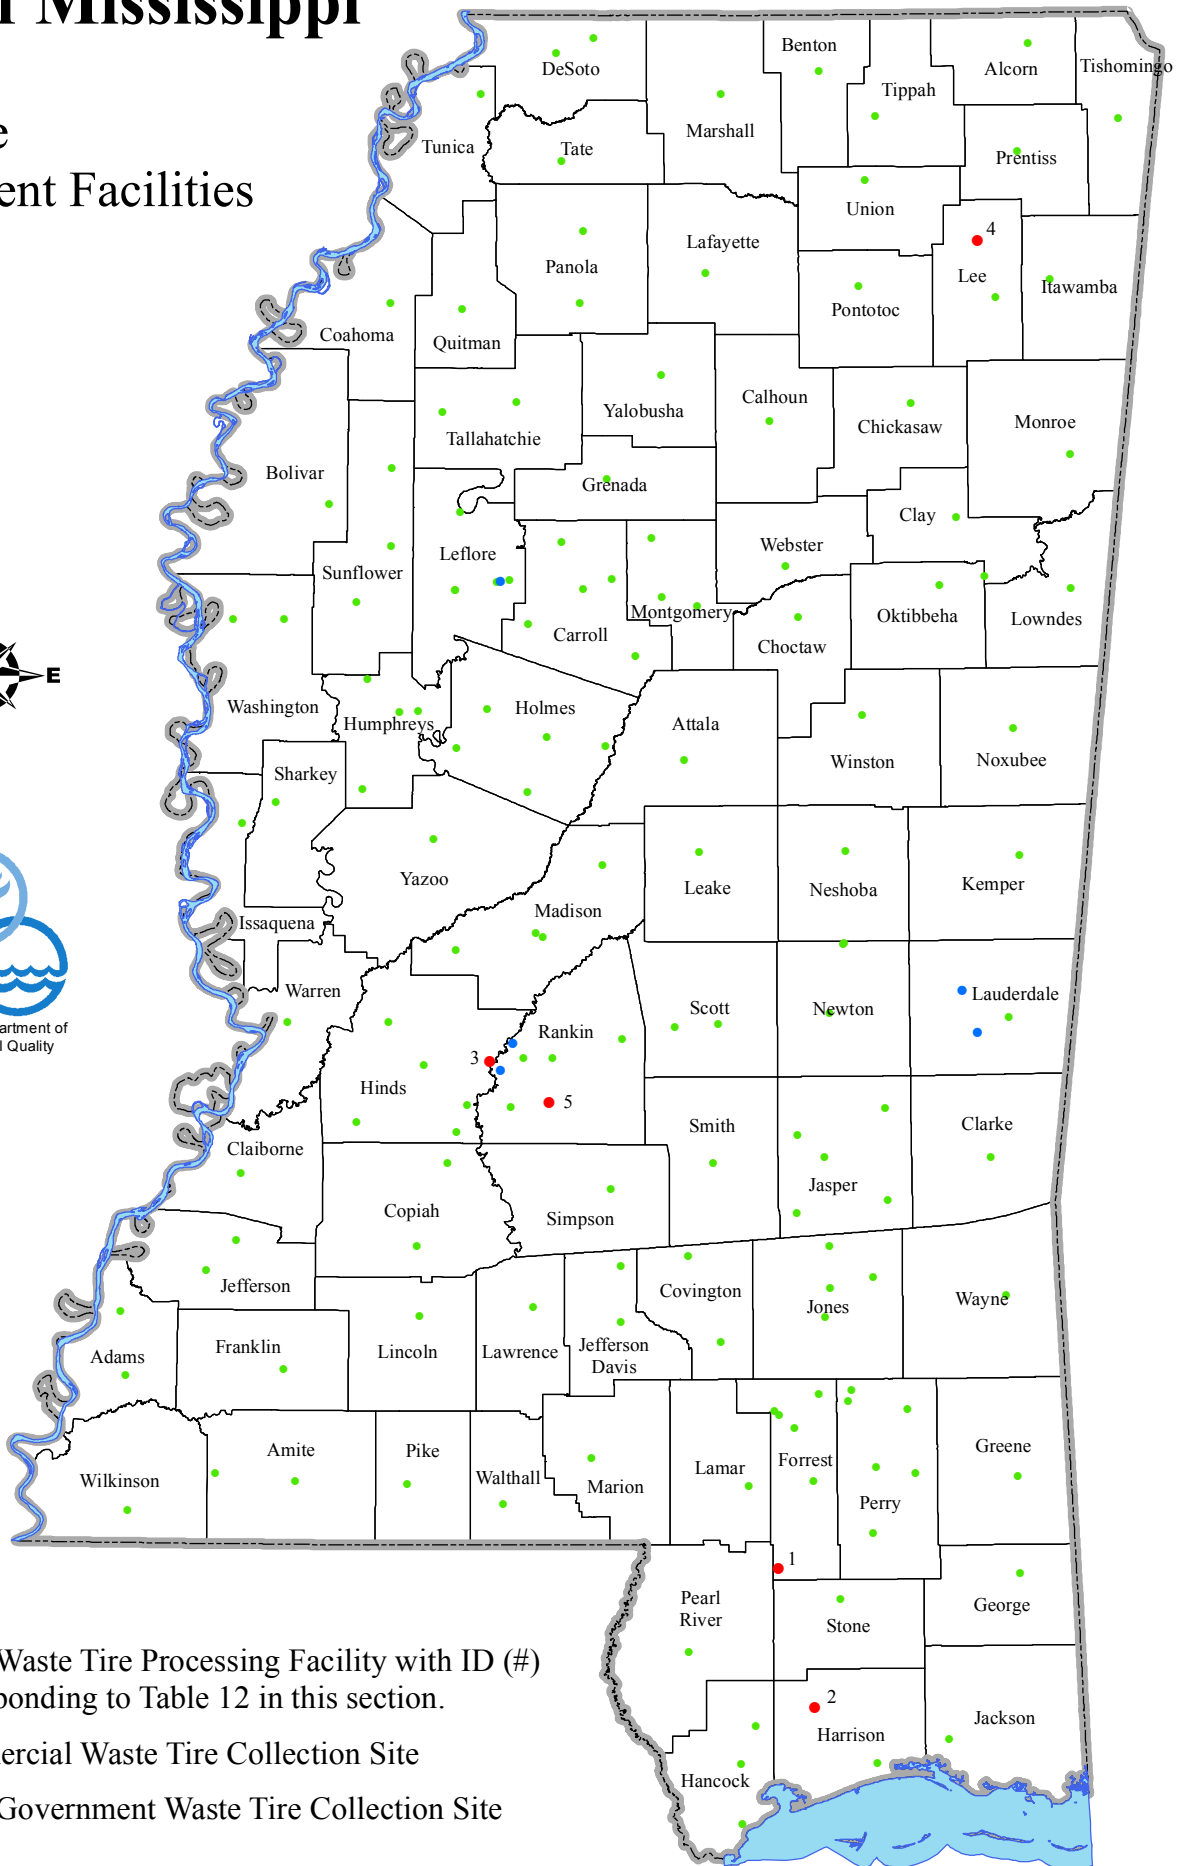 Mississippi
ent Facilities
Benton
DeSoto
Alcorn
Tishomingo
Tippah
Marshall
Tunica
Tate
Prentiss
Union
4
Lafayette
Panola
Lee
Itawamba
Pontotoc
Coahoma
Quitman
Yalobusha
Calhoun
Chickasaw
Monroe
Tallahatchie
Bolivar
Grenada
Clay
Leflore
Webster
Sunflower
Montgomery
Oktibbeha
Lowndes
Carroll
Choctaw
E
Washington
Humphreys
Holmes
Attala
Winston
Noxubee
Sharkey
Yazoo
Leake
Neshoba
Kemper
Madison
Issaquena
Warren
Lauderdale
Scott
Newton
artment of
l Quality
Rankin
3
Hinds
5
Smith
Clarke
Claiborne
Jasper
Copiah
Simpson
Jefferson
Covington
Wayne
Jones
Adams
Franklin
Lincoln
Lawrence
Jefferson
Davis
Amite
Pike
Forrest
Greene
Wilkinson
Walthall
Marion
Lamar
Perry
1
Pearl
River
George
Stone
Waste Tire Processing Facility with ID (#)
ponding to Table 12 in this section.
2
Harrison
Jackson
ercial Waste Tire Collection Site
Hancock
Government Waste Tire Collection Site